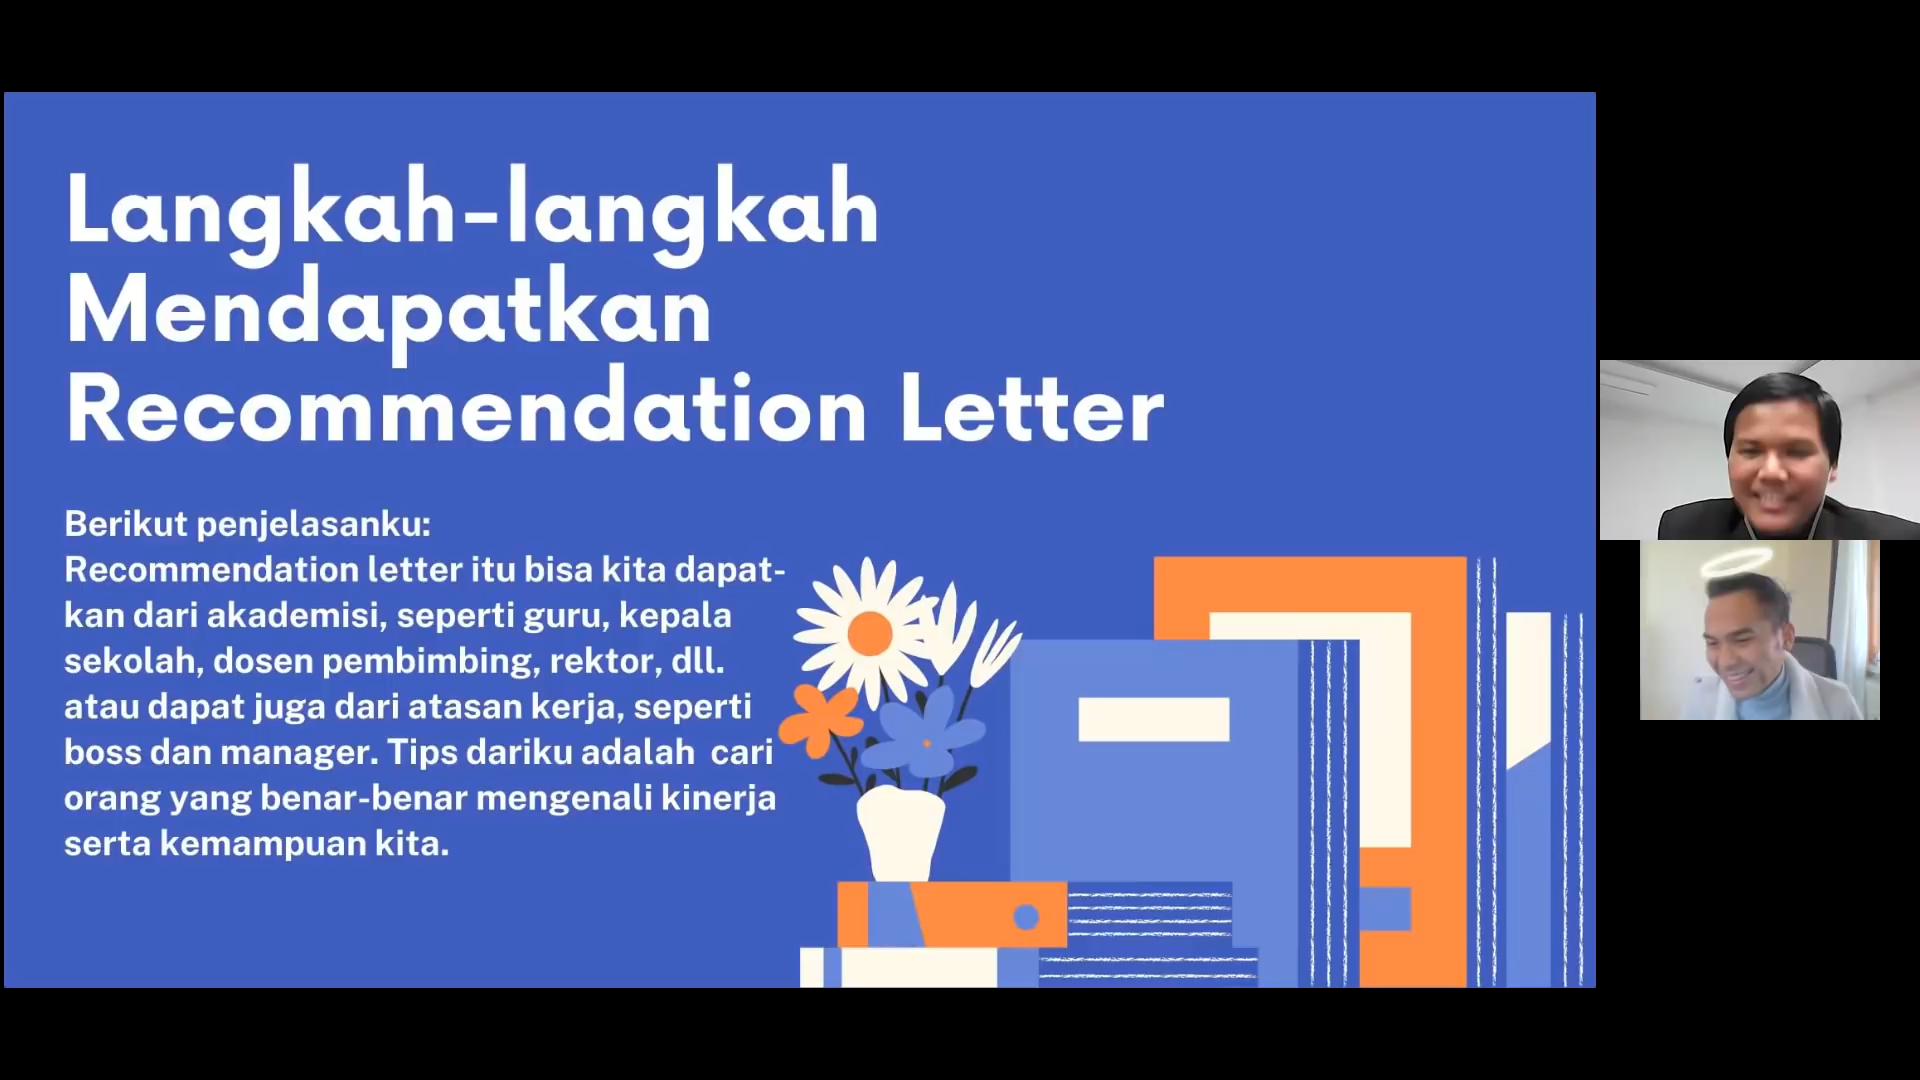 Langkah-langkah
Mendapatkan
Recommendation Letter
Berikut penjelasanku:
Recommendation letter itu bisa kita dapat-
kan dari akademisi, seperti guru, kepala
sekolah, dosen pembimbing, rektor, dll.
atau dapat juga dari atasan kerja, seperti
boss dan manager. Tips dariku adalah  cari
orang yang benar-benar mengenali kinerja
serta kemampuan kita.